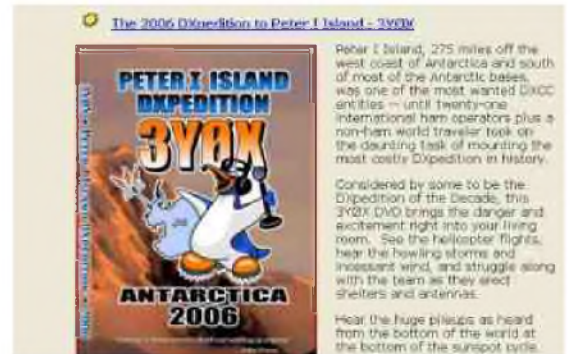 The 2006 DXpedition to Peter I Island - 3YØX
PETER I ISLAND
DXPEDITION
3YØX
ANTARCTICA
2006
Peter I Island, 275 miles off the
west coast of Antarctica and south
of most of the Antarctic bases,
was one of the most wanted DXCC
entities — until twenty-one
international ham operators plus a
non-ham world traveler took on
the daunting task of mounting the
most costly DXpedition in history.
Considered by some to be the
DXpedition of the Decade, this
3YØX DVD brings the danger and
excitement right into your living
room. See the helicopter flights,
hear the howling storms and
incessant wind, and struggle along
with the team as they erect
shelters and antennas.
Hear the huge pileups as heard
from the bottom of the world at
the bottom of the sunspot cycle.